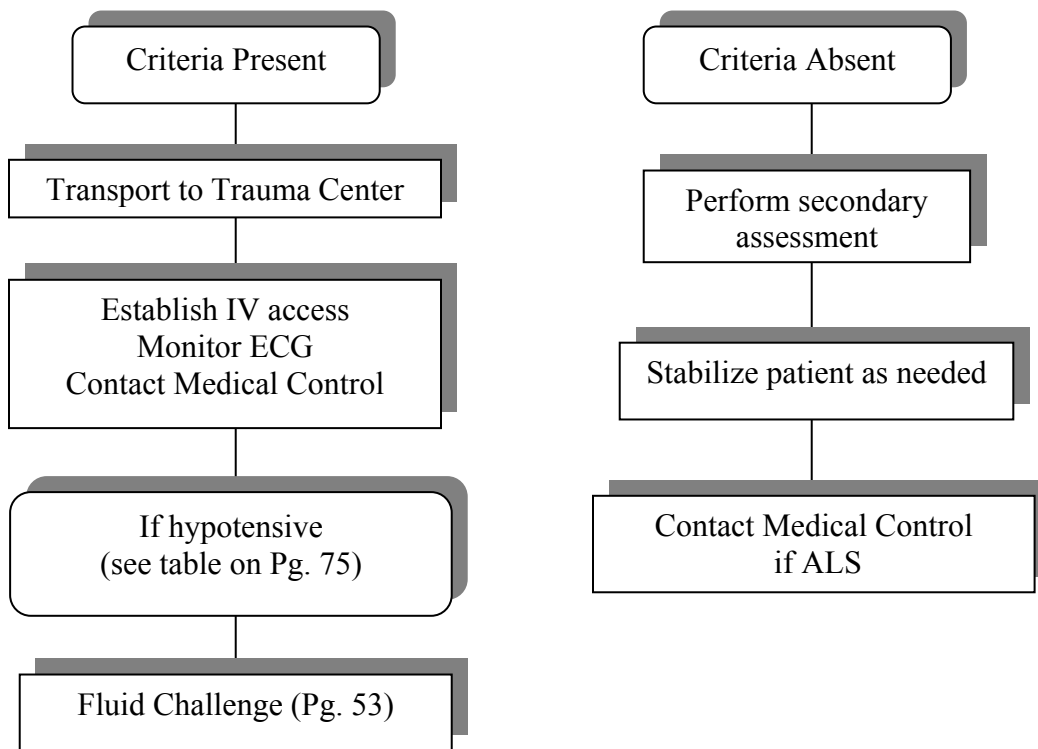 Criteria Present
Transport to Trauma Center
Establish IV access
Monitor ECG
Contact Medical Control
If hypotensive
(see table on Pg. 75)
Fluid Challenge (Pg. 53)
Criteria Absent
Perform secondary
assessment
Stabilize patient as needed
Contact Medical Control
if ALS